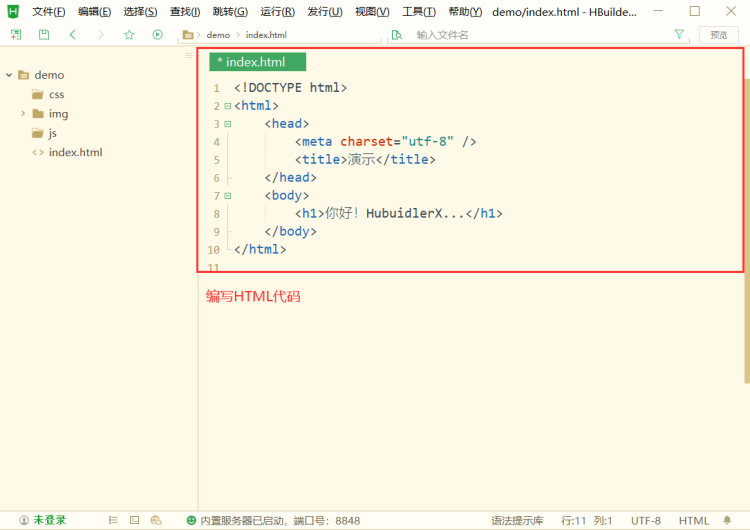 文件(F) 编辑(E) 选择(S) 查找(I) 跳转(G) 运行(R) 发行(U) 视图(V) 工具(T) 帮助(Y) demo/index.html - HBuilde...
demo index.html 输入文件名 预览
demo
css
img
js
index.html
* index.html
1 <!DOCTYPE html>
2 <html>
3 <head>
4 <meta charset="utf-8" />
5 <title>演示</title>
6 </head>
7 <body>
8 <h1>你好! HubuidlerX...</h1>
9 </body>
10 </html>
11
编写HTML代码
未登录 内置服务器已启动，端口号：8848 语法提示库 行:11 列:1 UTF-8 HTML